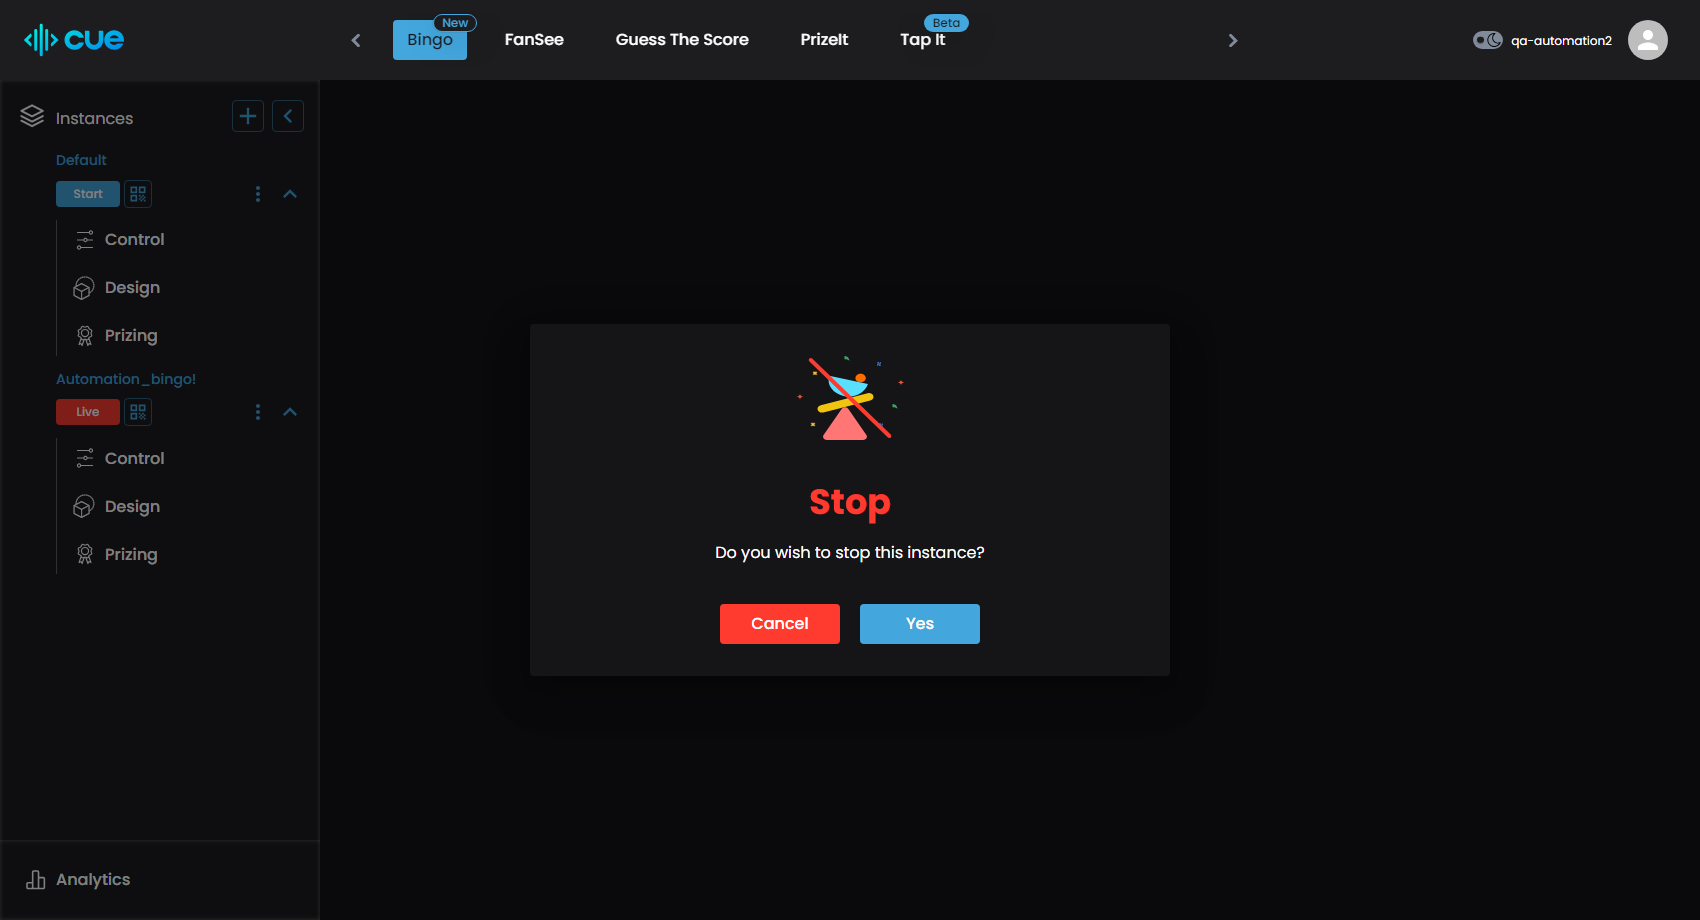 cue
Bingo
New
FanSee
Guess The Score
PrizeIt
Tap It
Beta
qa-automation2
Instances
Default
Start
Control
Design
Prizing
Automation_bingo!
Live
Control
Design
Prizing
Analytics
Stop
Do you wish to stop this instance?
Cancel
Yes